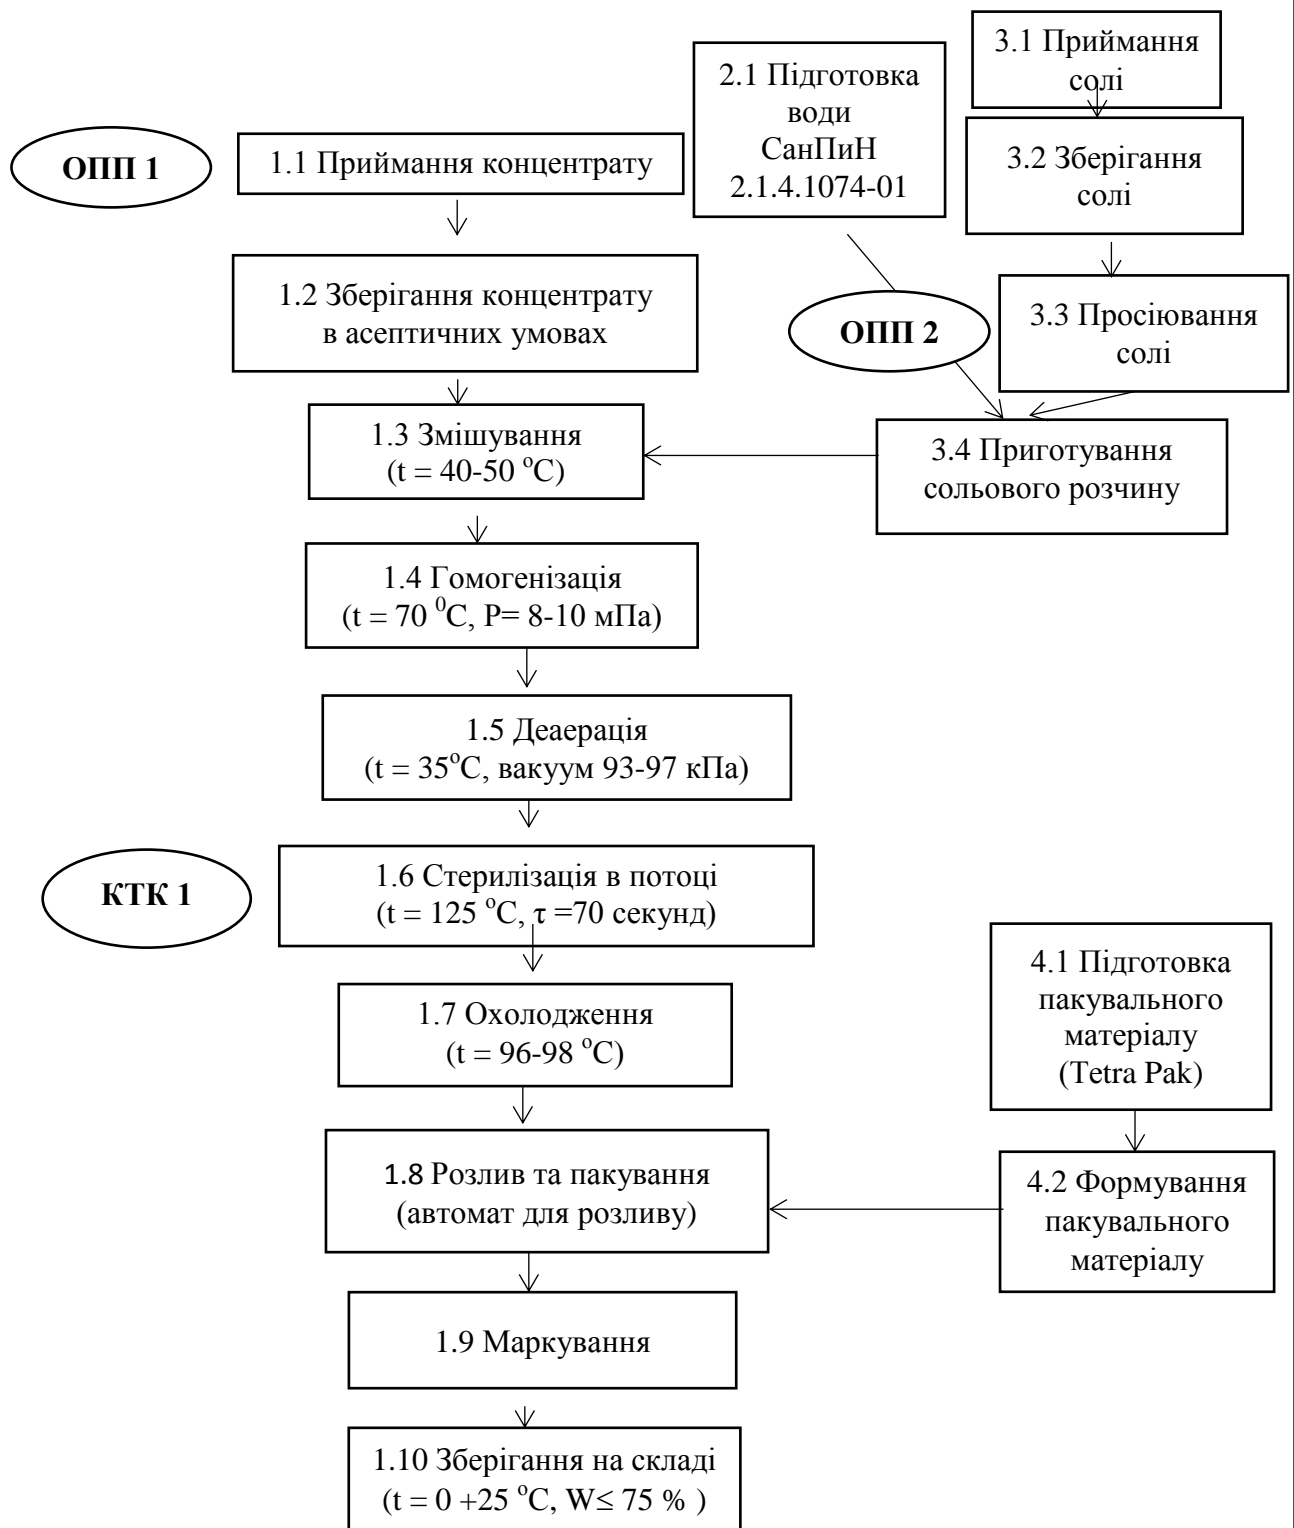 3.1 Приймання
солі
2.1 Підготовка
води
СанПиН
2.1.4.1074-01
ОПП 1
1.1 Приймання концентрату
3.2 Зберігання
солі
1.2 Зберігання концентрату
в асептичних умовах
ОПП 2
3.3 Просіювання
солі
1.3 Змішування
(t = 40-50 °C)
3.4 Приготування
сольового розчину
1.4 Гомогенізація
(t = 70 ⁰C, P= 8-10 мПа)
1.5 Деаерація
(t = 35°C, вакуум 93-97 кПа)
КТК 1
1.6 Стерилізація в потоці
(t = 125 °C, τ =70 секунд)
4.1 Підготовка
пакувального
матеріалу
(Tetra Pak)
1.7 Охолодження
(t = 96-98 °C)
1.8 Розлив та пакування
(автомат для розливу)
4.2 Формування
пакувального
матеріалу
1.9 Маркування
1.10 Зберігання на складі
(t = 0 +25 °C, W≤ 75 % )